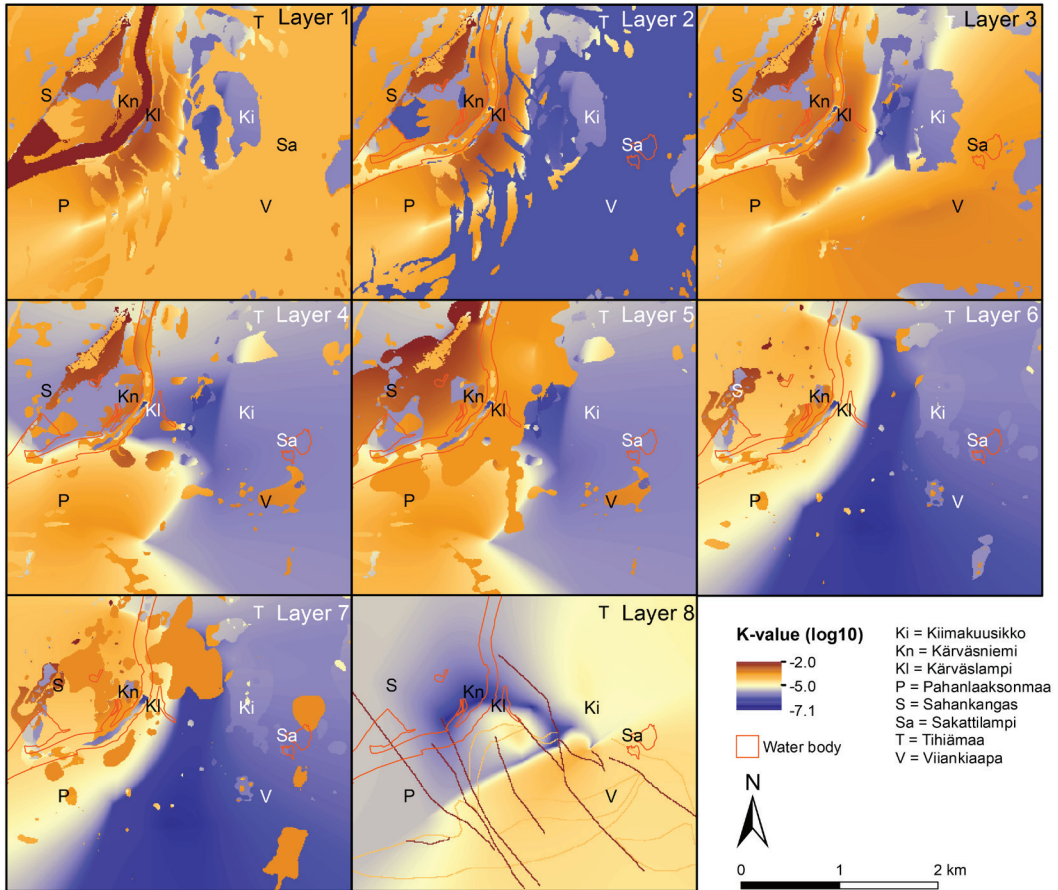 T Layer 1
S
Kn
Kl
Ki
Sa
P
V
T Layer 2
S
Kn
Kl
Ki
Sa
P
V
T Layer 3
S
Kn
Kl
Ki
Sa
P
V
T Layer 4
S
Kn
Kl
Ki
Sa
P
V
T Layer 5
S
Kn
Kl
Ki
Sa
P
V
T Layer 6
S
Kn
Kl
Ki
Sa
P
V
T Layer 7
S
Kn
Kl
Ki
Sa
P
V
T Layer 8
S
Kn
Kl
Ki
Sa
P
V
K-value (log10)
-2.0
-5.0
-7.1
Water body
Ki = Kiimakuusikko
Kn = Kärväsniemi
Kl = Kärväslampi
P = Pahanlaaksonmaa
S = Sahankangas
Sa = Sakattilampi
T = Tihiämaa
V = Viiankiaapa
N
0 1 2 km